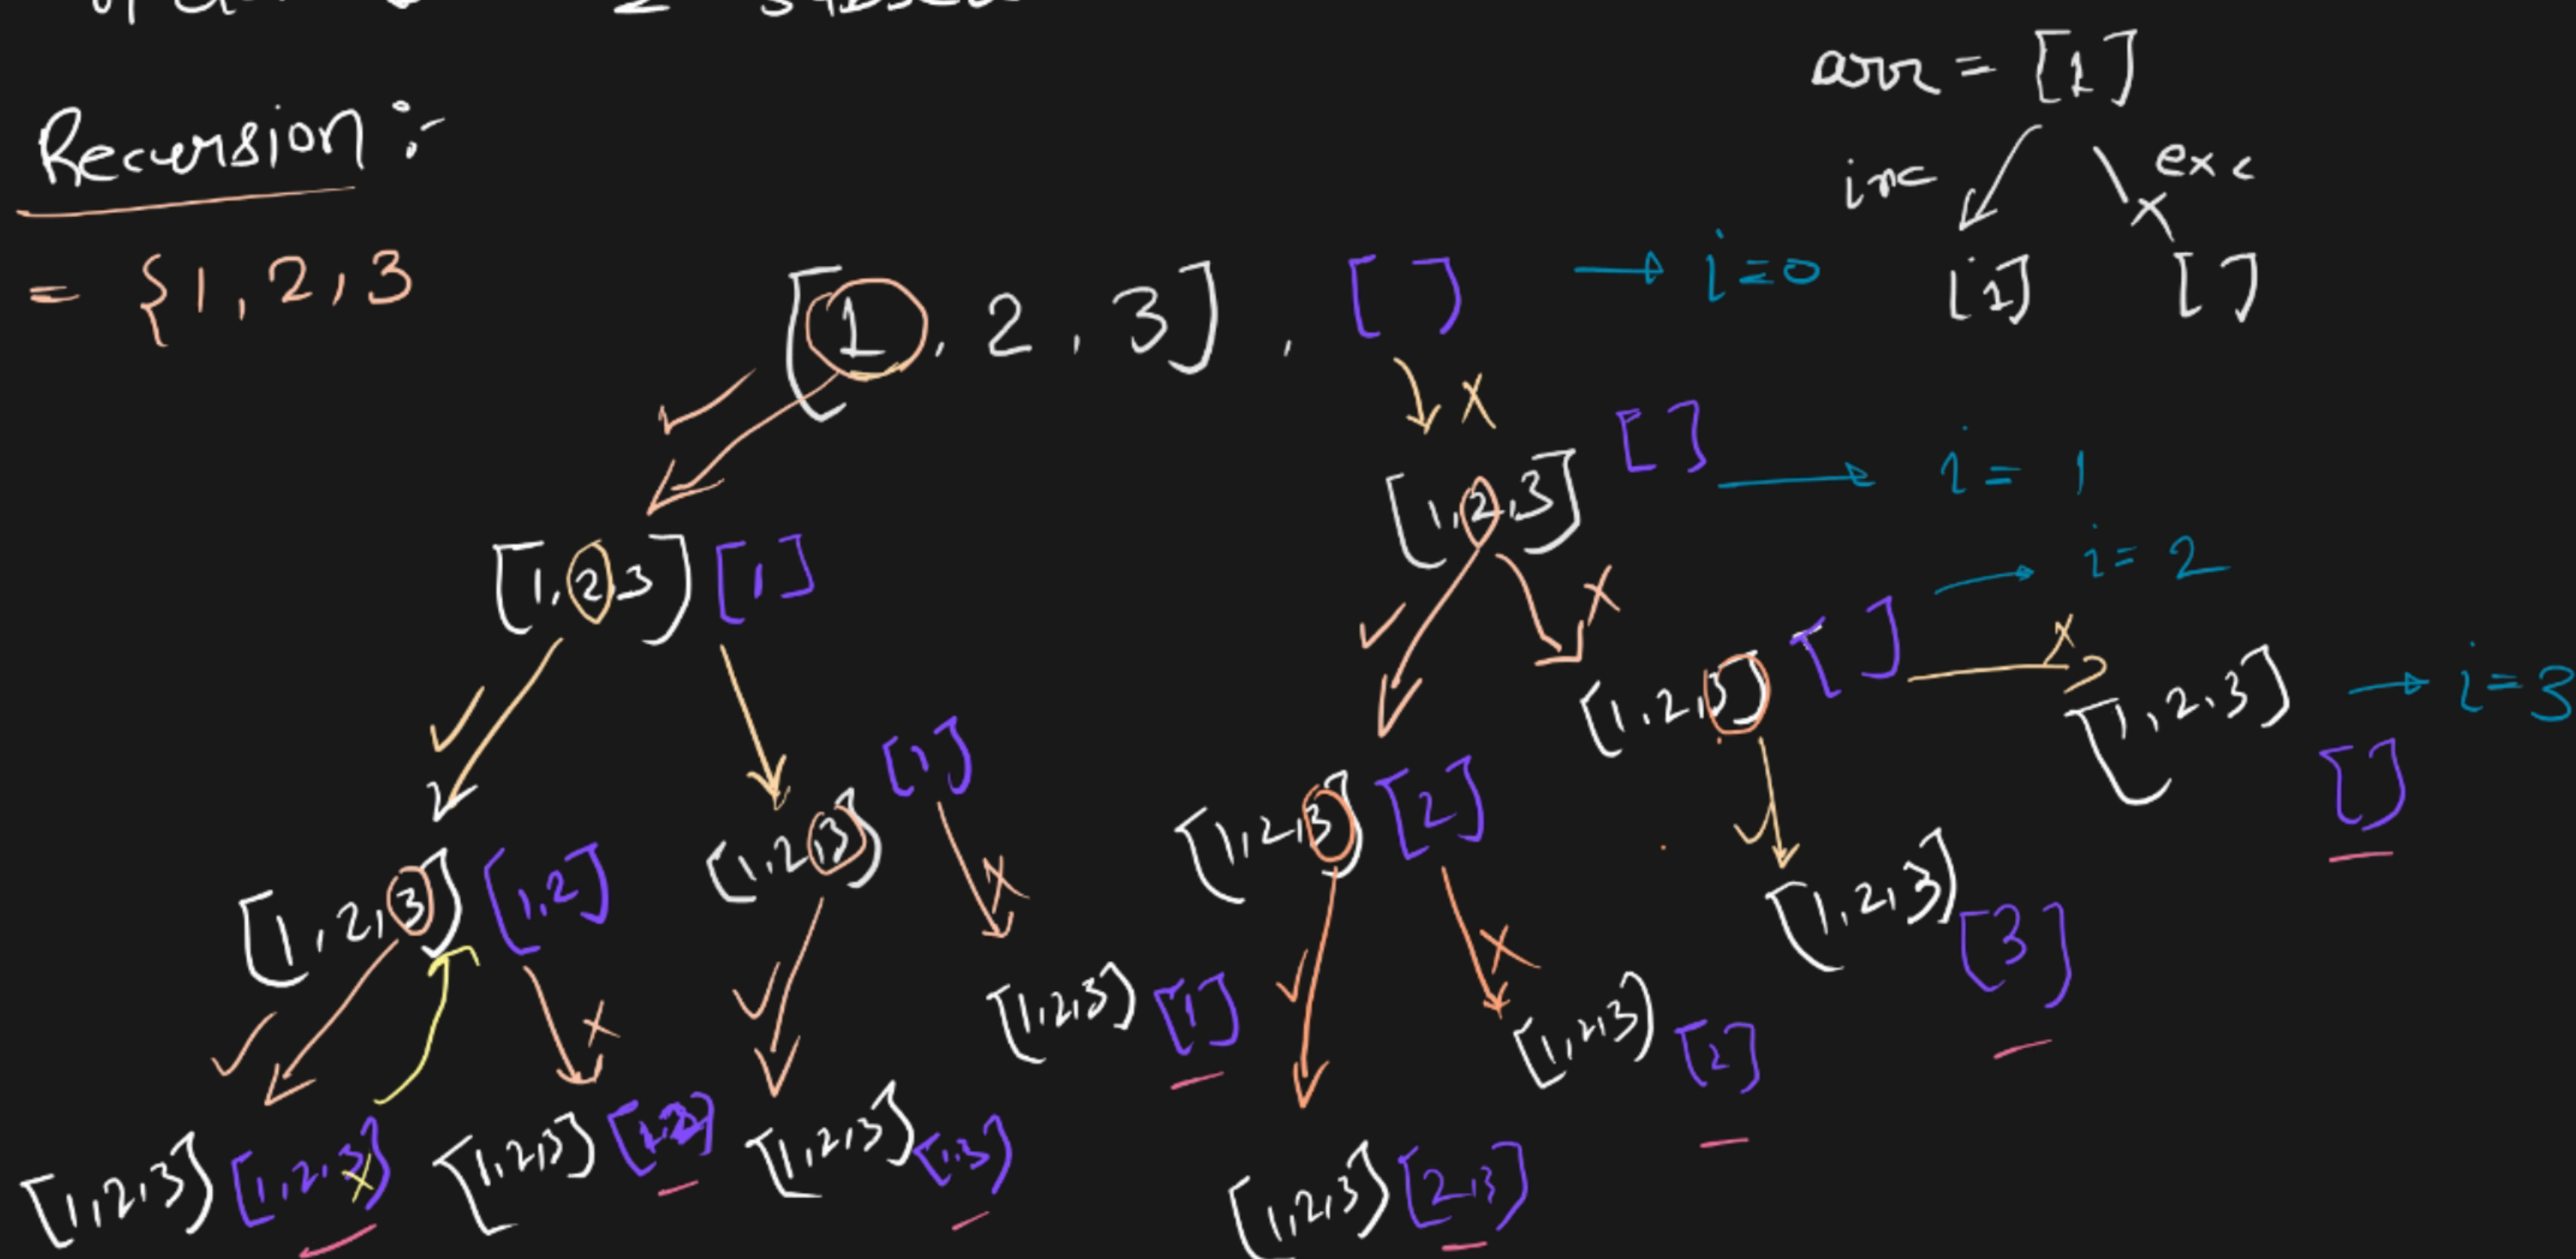 arr = [1]
Recursion :-
inc exc
[1] [ ]
= {1, 2, 3
[1, 2, 3], [ ] → i=0
x
[1,2,3] [ ] → i = 1
[1,2,3] [1]
x
[1,2,3] [ ] → i= 2
x
[1,2,3] → i=3
[ ]
[1,2,3] [1,2]
[1,2,3] [1]
x
[1,2,3] [2]
x
[1,2,3] [3]
x
[1,2,3] [1]
[1,2,3] [2]
[1,2,3] [1,2,3]
[1,2,3] [1,2]
[1,2,3] [1,3]
[1,2,3] [2,3]